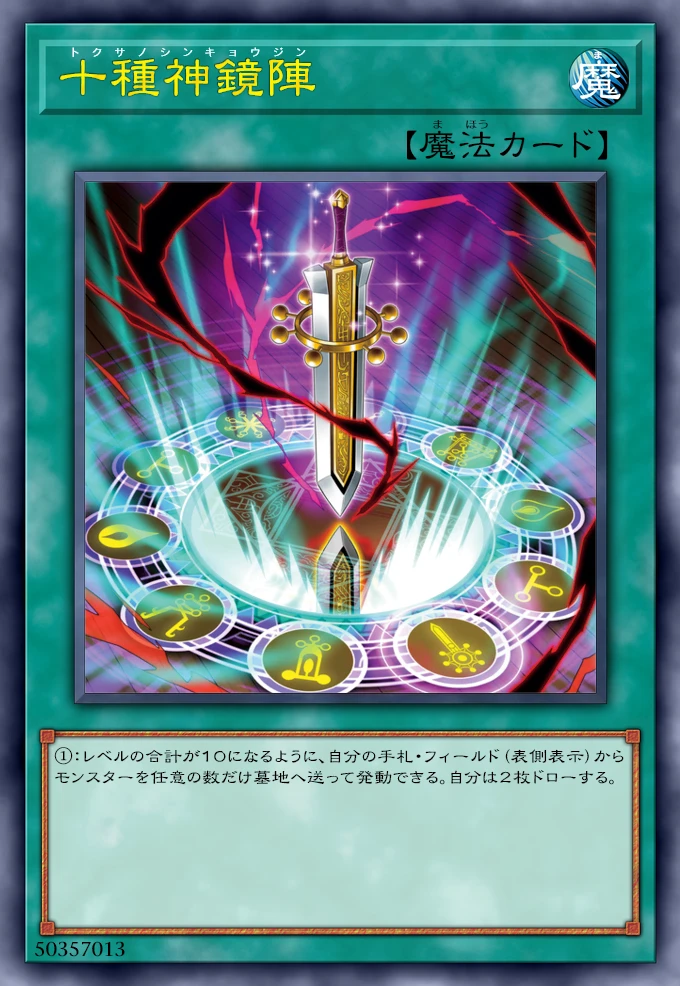 トクサノシンキョウジン
十種神鏡陣
ま
魔
ま ほう
【魔法カード】
①：レベルの合計が１０になるように、自分の手札・フィールド（表側表示）から
モンスターを任意の数だけ墓地へ送って発動できる。自分は２枚ドローする。
50357013